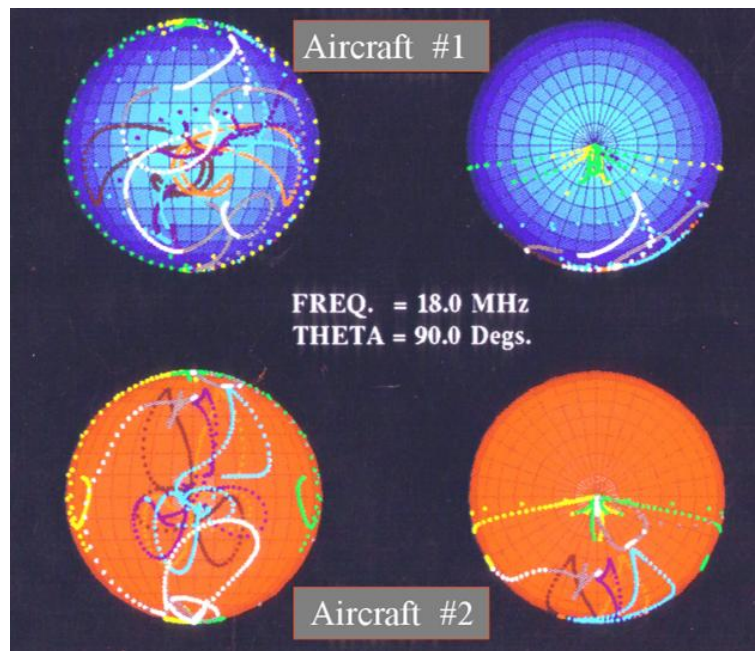 Aircraft #1
FREQ. = 18.0 MHz
THETA = 90.0 Degs.
Aircraft #2